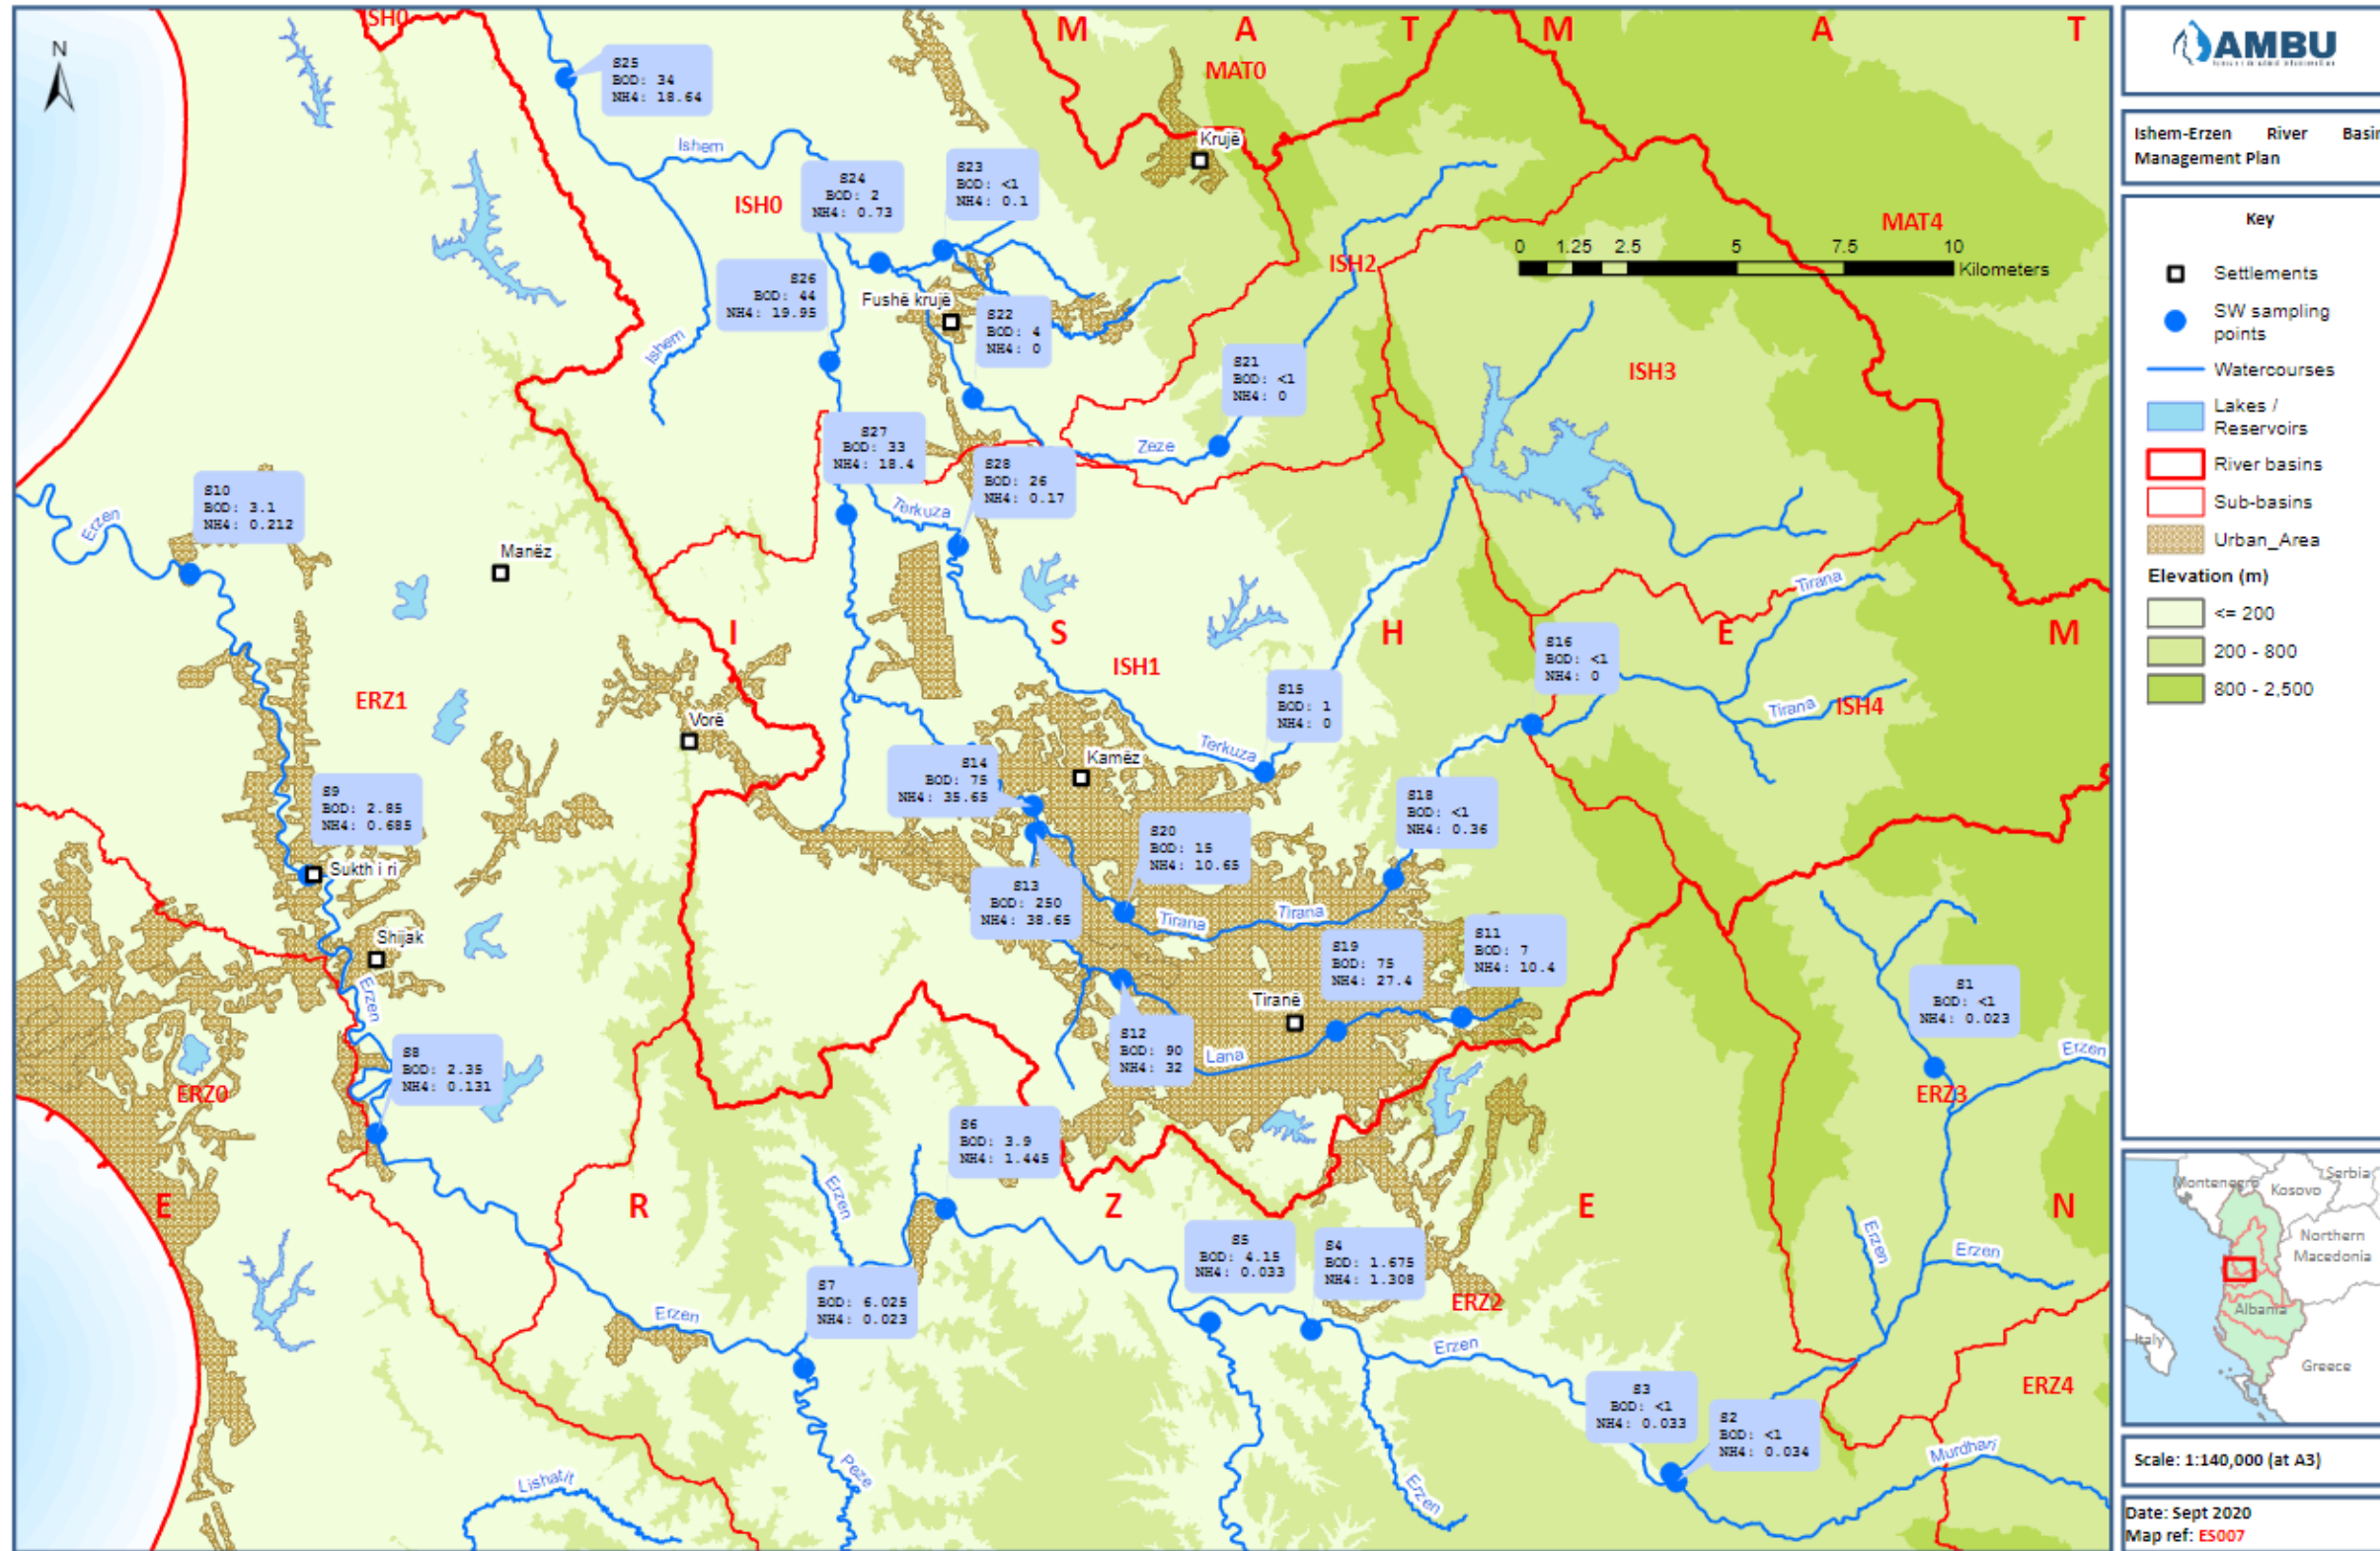 SH0
M A T M A T
MAT0
N
S25
BOD: 34
NH4: 18.64
Krujë
Ishem
S24
BOD: 2
NH4: 0.73
S23
BOD: <1
NH4: 0.1
ISH0
MAT4
0 1.25 2.5 5 7.5 10
Kilometers
ISH2
S26
BOD: 44
NH4: 19.95
Fushë krujë
S22
BOD: 4
NH4: 0
Ishem
S21
BOD: <1
NH4: 0
ISH3
S27
BOD: 33
NH4: 18.4
Zeze
S28
BOD: 26
NH4: 0.17
S10
BOD: 3.1
NH4: 0.212
Erzen
Terkuza
Manëz
Tirana
I S H E M
S16
BOD: <1
NH4: 0
ISH1
ERZ1
S15
BOD: 1
NH4: 0
Tirana
ISH4
Vorë
Terkuza
Kamëz
S14
BOD: 75
NH4: 35.65
S9
BOD: 2.85
NH4: 0.685
S18
BOD: <1
NH4: 0.36
S20
BOD: 15
NH4: 10.65
Sukth i ri
S13
BOD: 250
NH4: 38.65
Tirana
Tirana
Shijak
S19
BOD: 75
NH4: 27.4
S11
BOD: 7
NH4: 10.4
Erzen
Tiranë
S1
BOD: <1
NH4: 0.023
S12
BOD: 90
NH4: 32
Lana
Erzen
S8
BOD: 2.35
NH4: 0.131
ERZ0
ERZ3
S6
BOD: 3.9
NH4: 1.445
E R Z E N
Erzen
S5
BOD: 4.15
NH4: 0.033
S4
BOD: 1.675
NH4: 1.308
Erzen
Erzen
S7
BOD: 6.025
NH4: 0.023
Erzen
ERZ2
Erzen
S3
BOD: <1
NH4: 0.033
S2
BOD: <1
NH4: 0.034
ERZ4
Murdhari
Peze
Lishat/it
Erzen
AMBU
Ishem-Erzen River Basin
Management Plan
Key
Settlements
SW sampling
points
Watercourses
Lakes /
Reservoirs
River basins
Sub-basins
Urban_Area
Elevation (m)
<= 200
200 - 800
800 - 2,500
Montenegro
Serbia
Kosovo
Northern
Macedonia
Albania
Italy
Greece
Scale: 1:140,000 (at A3)
Date: Sept 2020
Map ref: ES007